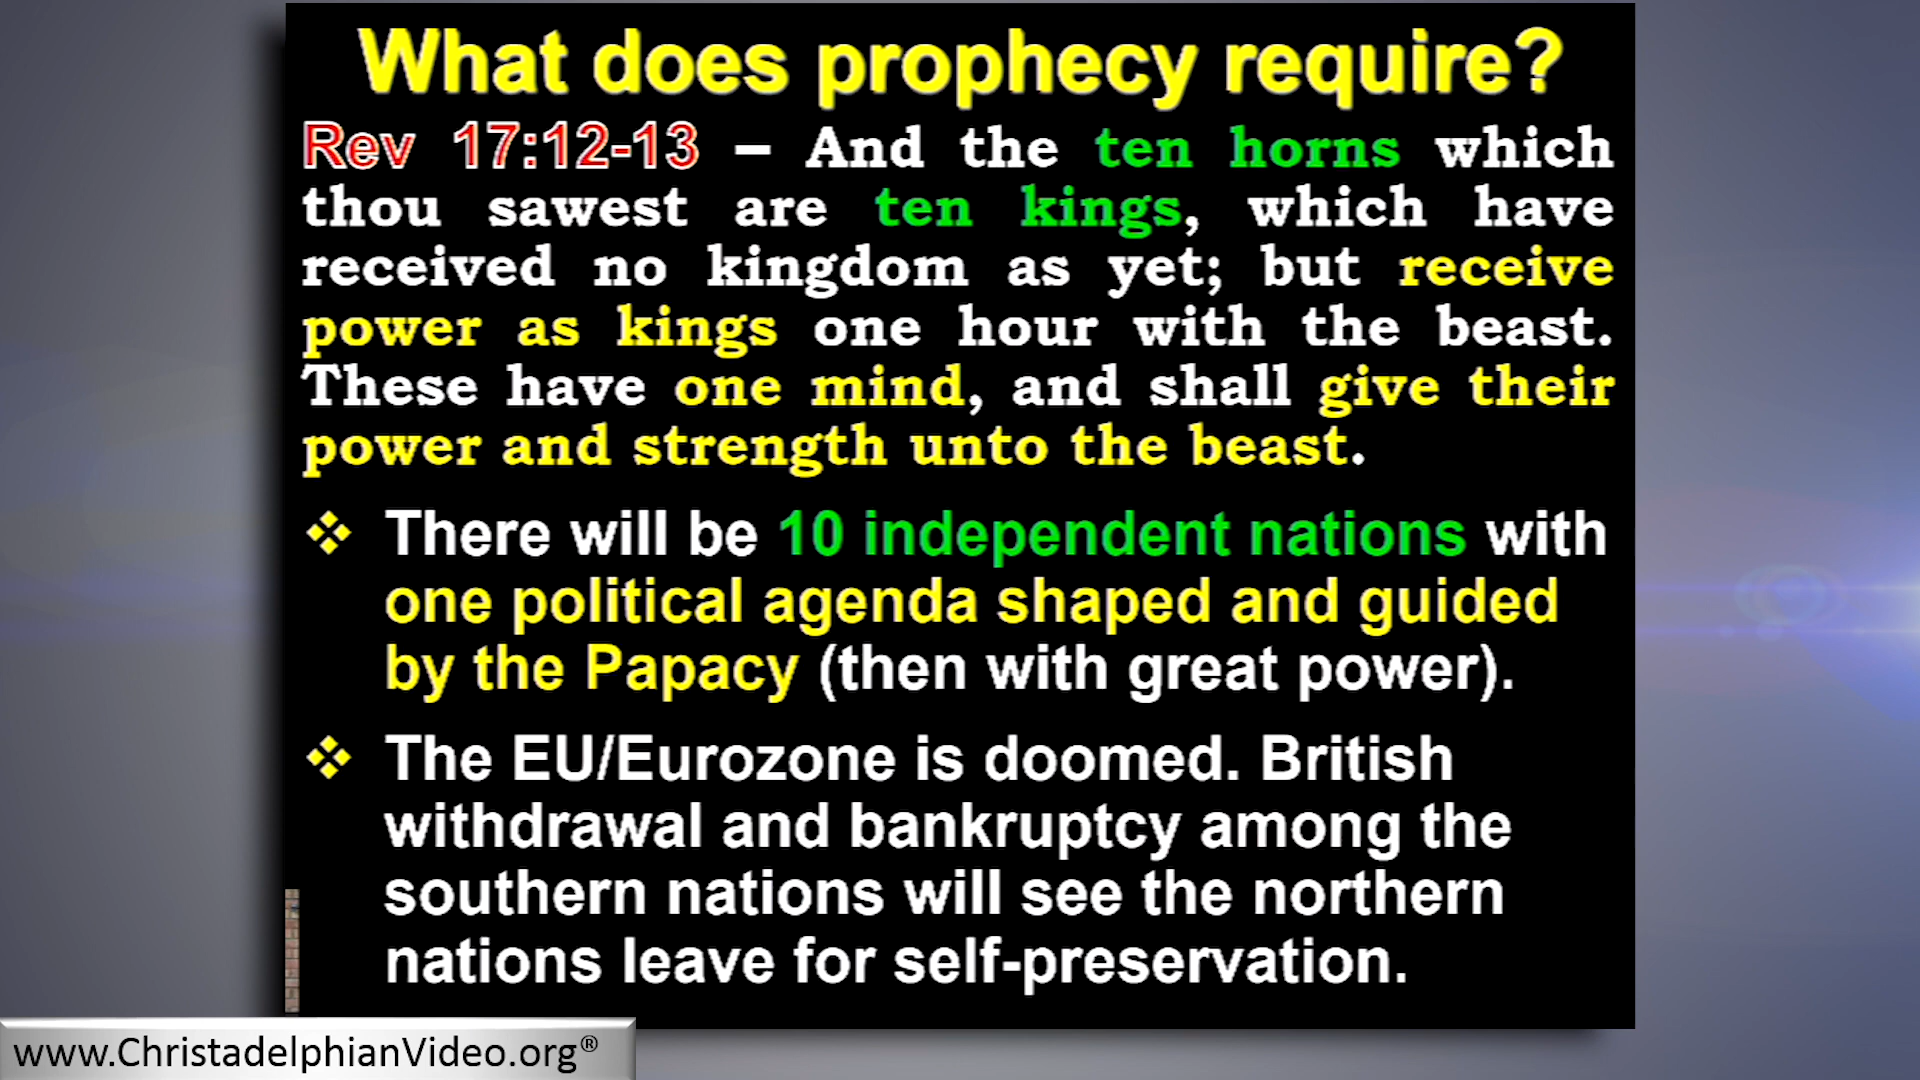 What does prophecy require?
Rev 17:12-13 – And the ten horns which
thou sawest are ten kings, which have
received no kingdom as yet; but receive
power as kings one hour with the beast.
These have one mind, and shall give their
power and strength unto the beast.
❖ There will be 10 independent nations with
one political agenda shaped and guided
by the Papacy (then with great power).
❖ The EU/Eurozone is doomed. British
withdrawal and bankruptcy among the
southern nations will see the northern
nations leave for self-preservation.
www.ChristadelphianVideo.org®